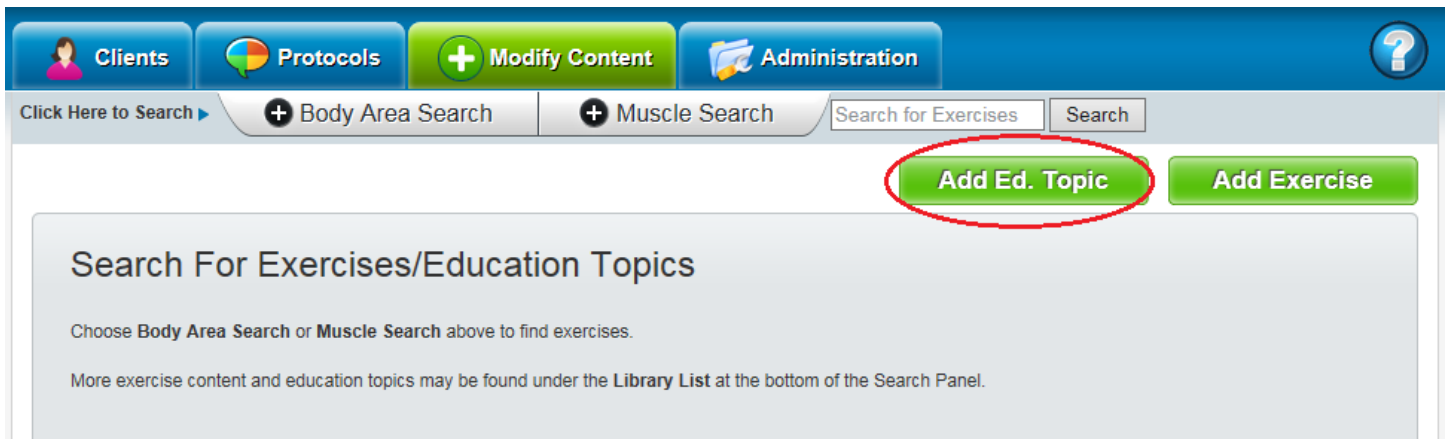 Clients Protocols Modify Content Administration
Click Here to Search Body Area Search Muscle Search Search for Exercises Search
Add Ed. Topic Add Exercise
Search For Exercises/Education Topics
Choose Body Area Search or Muscle Search above to find exercises.
More exercise content and education topics may be found under the Library List at the bottom of the Search Panel.